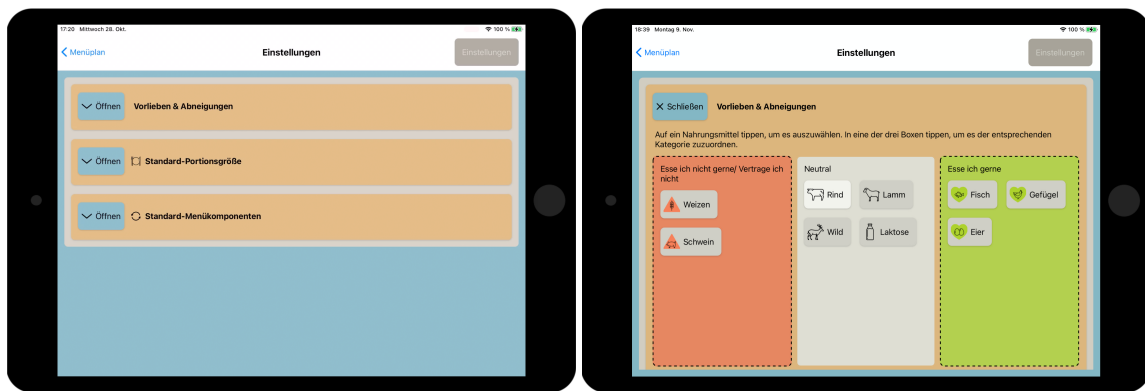 17:20 Mittwoch 28. Okt.
100 %
Menüplan
Einstellungen
Einstellungen
Öffnen
Vorlieben & Abneigungen
Öffnen
Standard-Portionsgröße
Öffnen
Standard-Menükomponenten
18:39 Montag 9. Nov.
100 %
Menüplan
Einstellungen
Einstellungen
Schließen
Vorlieben & Abneigungen
Auf ein Nahrungsmittel tippen, um es auszuwählen. In eine der drei Boxen tippen, um es der entsprechenden
Kategorie zuzuordnen.
Esse ich nicht gerne/ Vertrage ich
nicht
Weizen
Schwein
Neutral
Rind
Lamm
Wild
Laktose
Esse ich gerne
Fisch
Geflügel
Eier